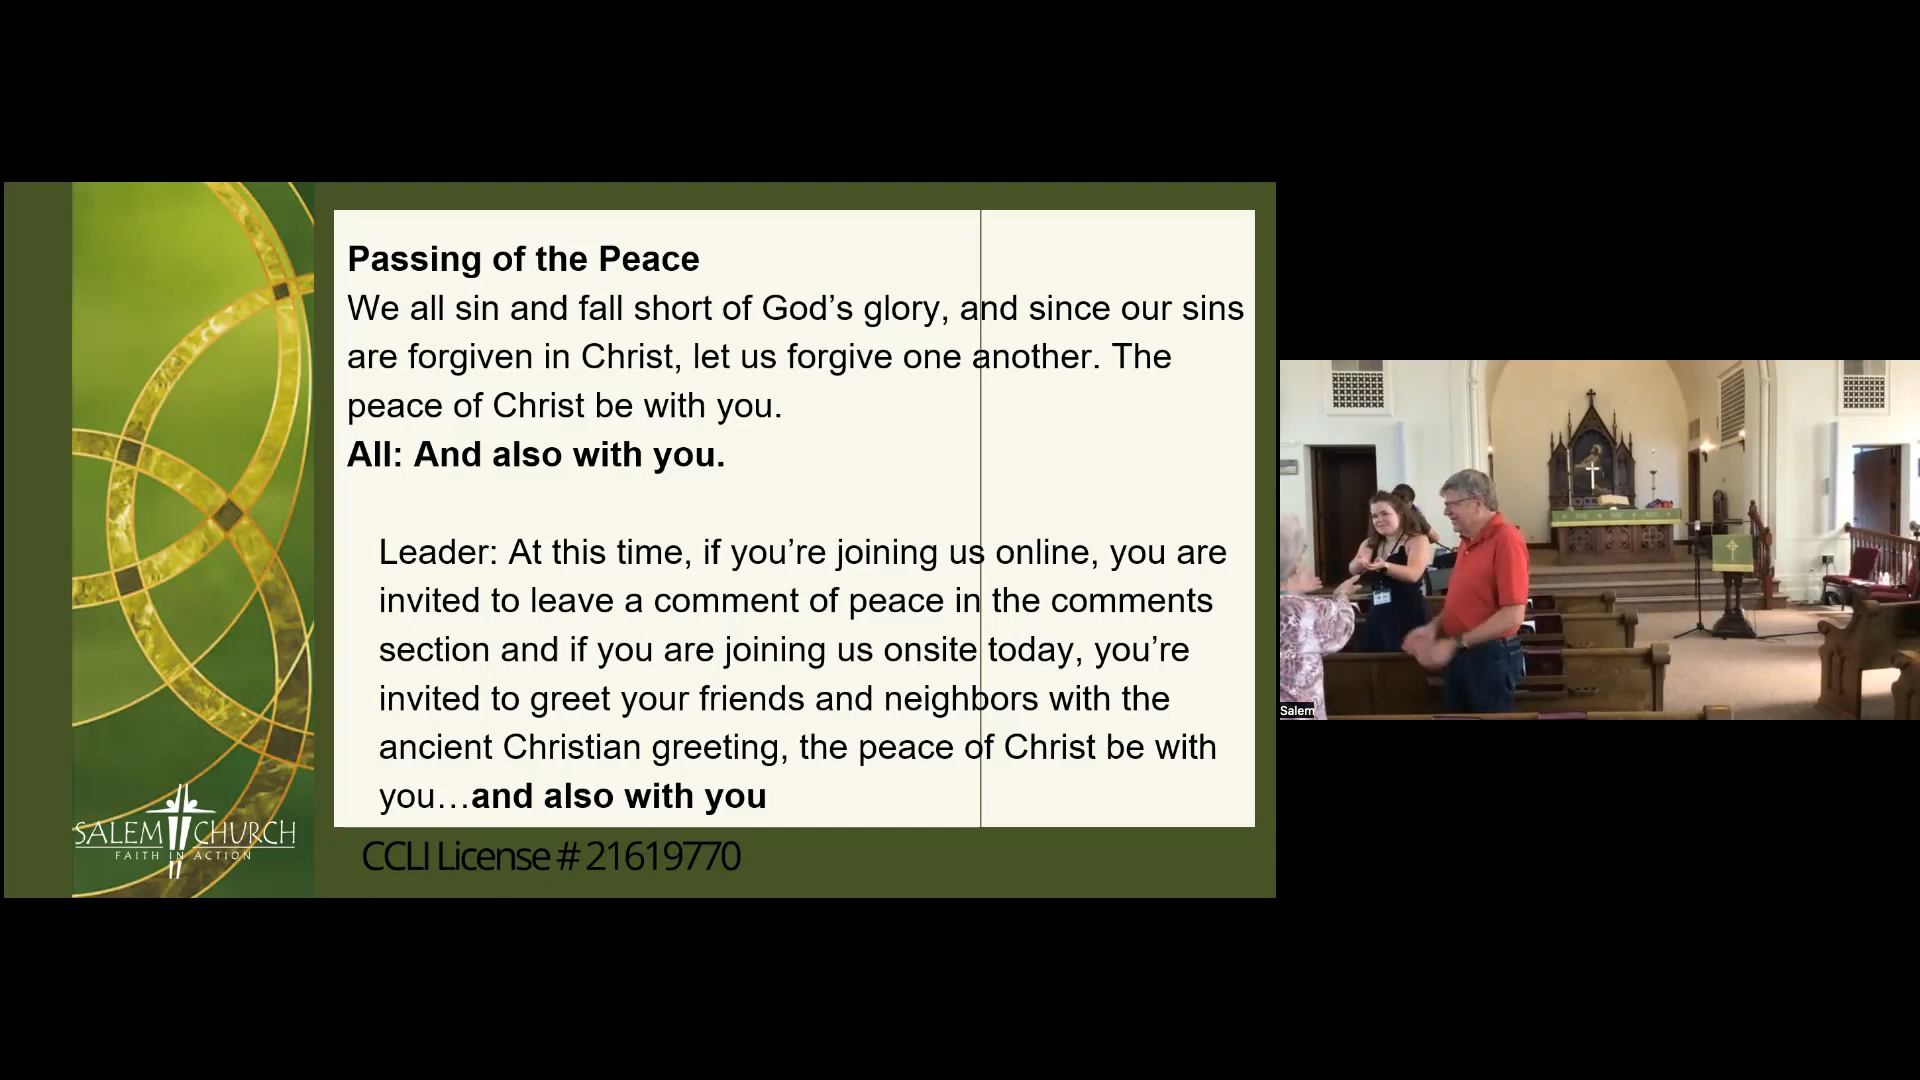 Passing of the Peace
We all sin and fall short of God’s glory, and since our sins
are forgiven in Christ, let us forgive one another. The
peace of Christ be with you.
All: And also with you.
Leader: At this time, if you’re joining us online, you are
invited to leave a comment of peace in the comments
section and if you are joining us onsite today, you’re
invited to greet your friends and neighbors with the
ancient Christian greeting, the peace of Christ be with
you…and also with you
SALEM CHURCH
FAITH IN ACTION
CCLI License # 21619770
Salem